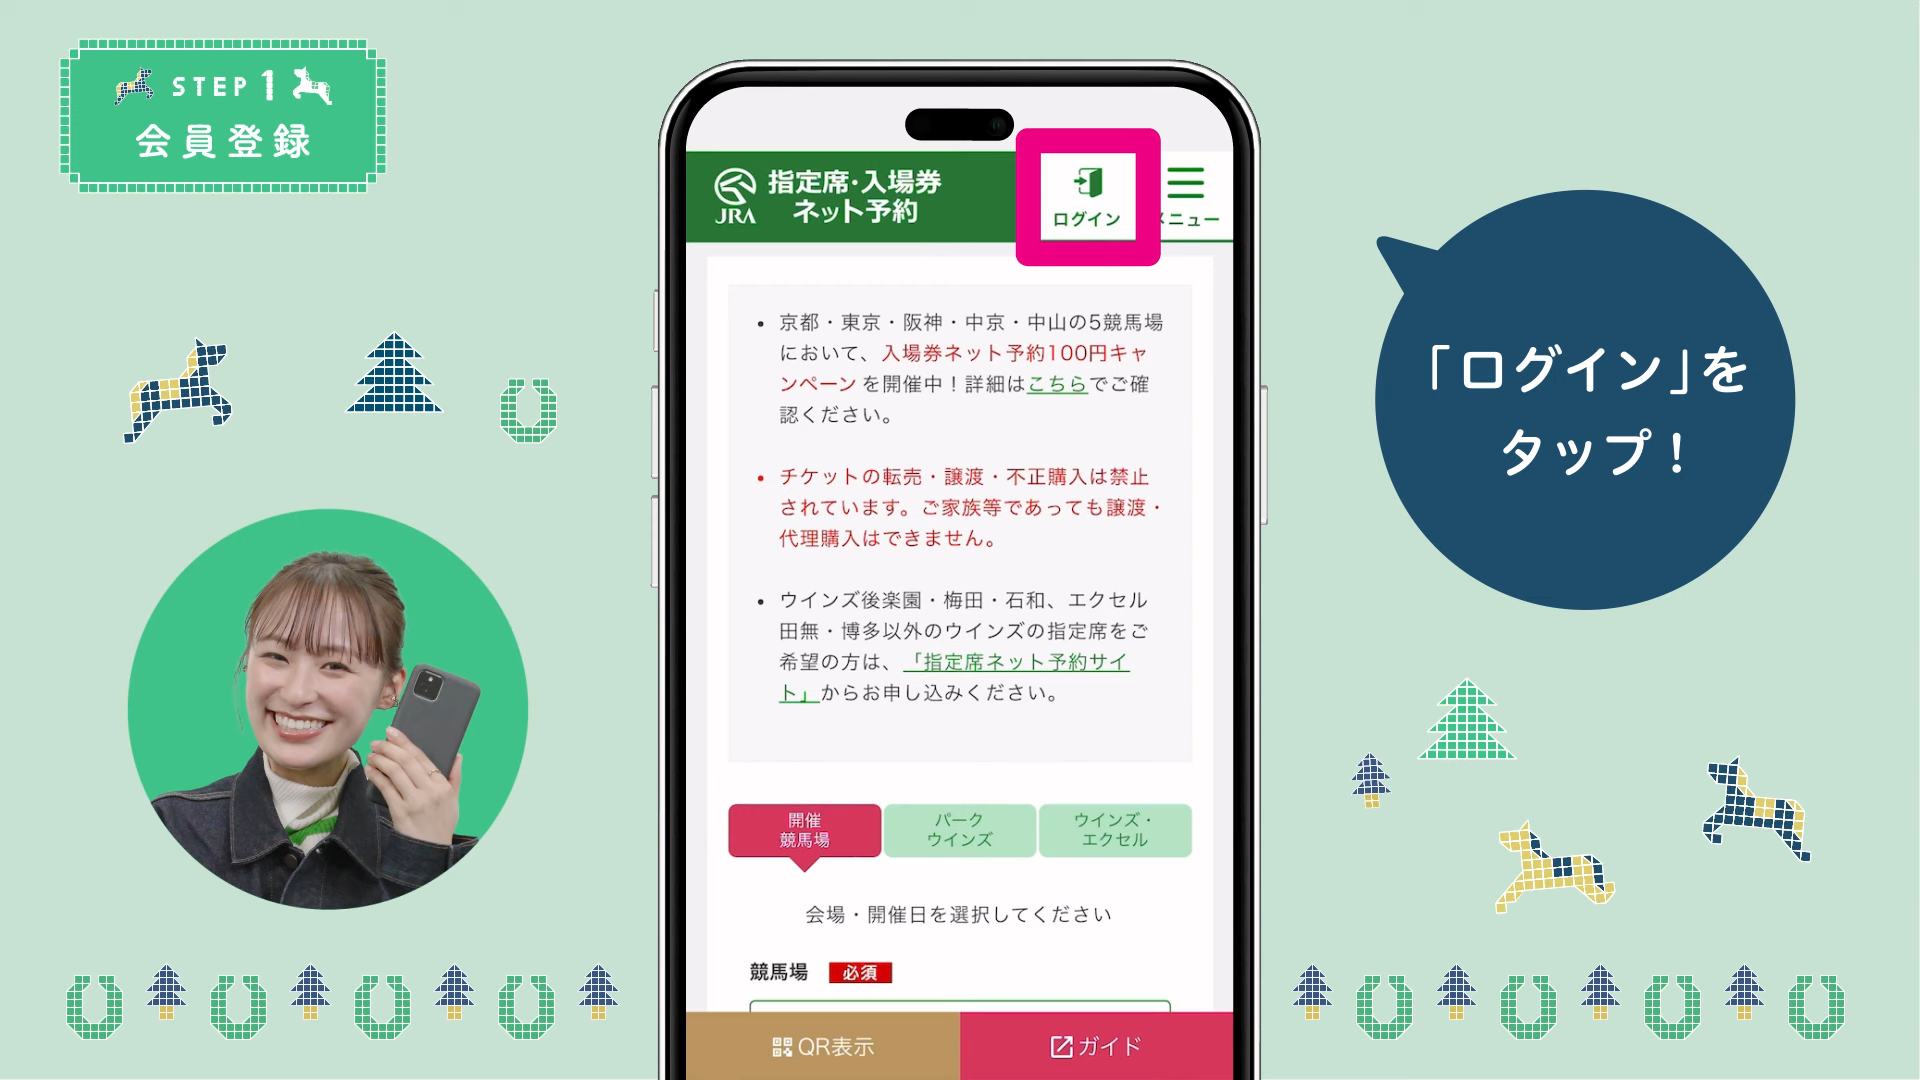 STEP 1
会員登録
JRA
指定席・入場券
ネット予約
ログイン
メニュー
・京都・東京・阪神・中京・中山の5競馬場
において、入場券ネット予約100円キャ
ンペーンを開催中！詳細はこちらでご確
認ください。
・チケットの転売・譲渡・不正購入は禁止
されています。ご家族等であっても譲渡・
代理購入はできません。
・ウインズ後楽園・梅田・石和、エクセル
田無・博多以外のウインズの指定席をご
希望の方は、「指定席ネット予約サイ
ト」からお申し込みください。
開催
競馬場
パーク
ウインズ
ウインズ・
エクセル
会場・開催日を選択してください
競馬場 必須
QR表示
ガイド
「ログイン」を
タップ！